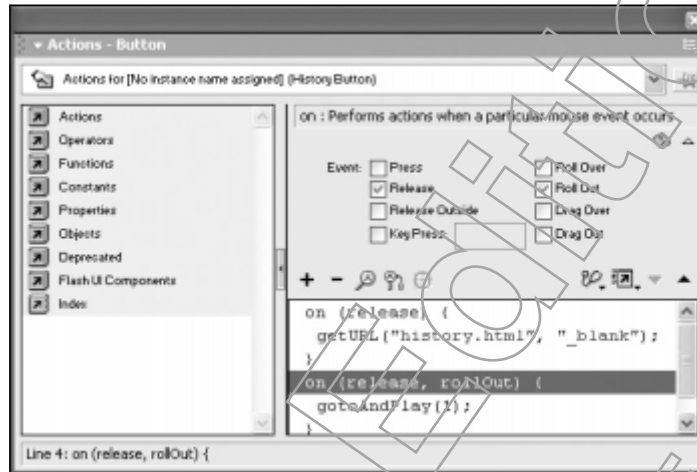 Actions - Button
Actions for [No instance name assigned] (History Button)
Actions
Operators
Functions
Constants
Properties
Objects
Deprecated
Flash UI Components
Index
on : Performs actions when a particular mouse event occurs
Event: Press Roll Over
Release Roll Out
Release Outside Drag Over
Key Press: Drag Out
on (release) {
getURL("history.html", "_blank");
}
on (release, rollOut) {
gotoAndPlay(1);
}
Line 4: on (release, rollOut) {